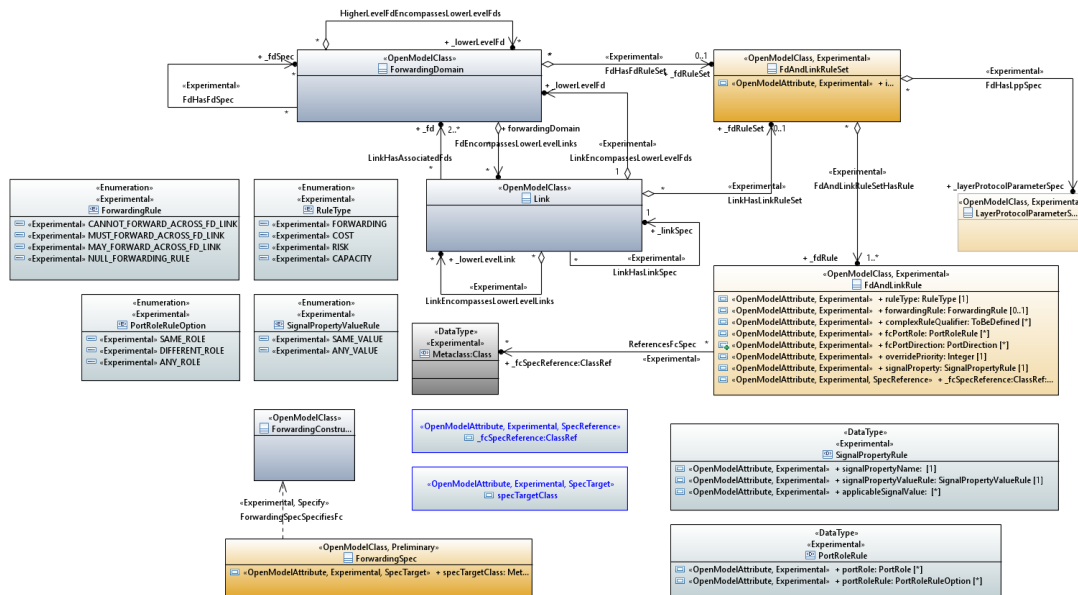 HigherLevelFdEncompassesLowerLevelFds
+ _fdSpec
*
*
+ _lowerLevelFd
«OpenModelClass»
ForwardingDomain
*
*
*
«Experimental»
FdHasFdSpec
«Experimental»
FdHasFdRuleSet
0..1
+ _fdRuleSet
«OpenModelClass, Experimental»
FdAndLinkRuleSet
«OpenModelAttribute, Experimental» + i...
*
«Experimental»
FdHasLppSpec
+ _lowerLevelFd
*
+ _fd
2..*
+ forwardingDomain
*
FdEncompassesLowerLevelLinks
LinkHasAssociatedFds
*
*
«Experimental»
LinkEncompassesLowerLevelFds
1
+ _fdRuleSet
0..1
*
«Experimental»
FdAndLinkRuleSetHasRule
«OpenModelClass»
Link
*
«Experimental»
LinkHasLinkRuleSet
1
+ _linkSpec
*
«Experimental»
LinkHasLinkSpec
+ _lowerLevelLink
*
*
«Experimental»
LinkEncompassesLowerLevelLinks
+ _layerProtocolParameterSpec
«OpenModelClass, Experimenta
LayerProtocolParameterS...
«Enumeration»
«Experimental»
ForwardingRule
«Experimental» CANNOT_FORWARD_ACROSS_FD_LINK
«Experimental» MUST_FORWARD_ACROSS_FD_LINK
«Experimental» MAY_FORWARD_ACROSS_FD_LINK
«Experimental» NULL_FORWARDING_RULE
«Enumeration»
«Experimental»
RuleType
«Experimental» FORWARDING
«Experimental» COST
«Experimental» RISK
«Experimental» CAPACITY
«Enumeration»
«Experimental»
PortRoleRuleOption
«Experimental» SAME_ROLE
«Experimental» DIFFERENT_ROLE
«Experimental» ANY_ROLE
«Enumeration»
«Experimental»
SignalPropertyValueRule
«Experimental» SAME_VALUE
«Experimental» ANY_VALUE
«DataType»
«Experimental»
Metaclass:Class
*
ReferencesFcSpec
*
+ _fcSpecReference:ClassRef
«Experimental»
+ _fdRule
1..*
«OpenModelClass, Experimental»
FdAndLinkRule
«OpenModelAttribute, Experimental» + ruleType: RuleType [1]
«OpenModelAttribute, Experimental» + forwardingRule: ForwardingRule [0..1]
«OpenModelAttribute, Experimental» + complexRuleQualifier: ToBeDefined [*]
«OpenModelAttribute, Experimental» + fcPortRole: PortRoleRule [*]
«OpenModelAttribute, Experimental» + fcPortDirection: PortDirection [*]
«OpenModelAttribute, Experimental» + overridePriority: Integer [1]
«OpenModelAttribute, Experimental» + signalProperty: SignalPropertyRule [1]
«OpenModelAttribute, Experimental, SpecReference» + _fcSpecReference:ClassRef:...
«OpenModelClass»
ForwardingConstru...
«OpenModelAttribute, Experimental, SpecReference»
_fcSpecReference:ClassRef
«OpenModelAttribute, Experimental, SpecTarget»
specTargetClass
«DataType»
«Experimental»
SignalPropertyRule
«OpenModelAttribute, Experimental» + signalPropertyName: [1]
«OpenModelAttribute, Experimental» + signalPropertyValueRule: SignalPropertyValueRule [1]
«OpenModelAttribute, Experimental» + applicableSignalValue: [*]
«Experimental, Specify»
ForwardingSpecSpecifiesFc
«OpenModelClass, Preliminary»
ForwardingSpec
«OpenModelAttribute, Experimental, SpecTarget» + specTargetClass: Met...
«DataType»
«Experimental»
PortRoleRule
«OpenModelAttribute, Experimental» + portRole: PortRole [*]
«OpenModelAttribute, Experimental» + portRoleRule: PortRoleRuleOption [*]